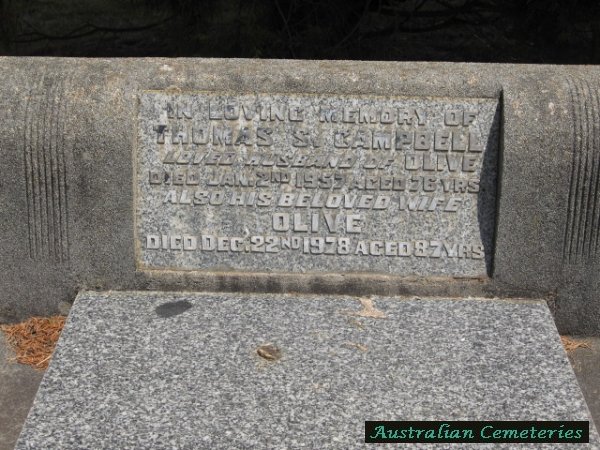 IN LOVING MEMORY OF
THOMAS S. CAMPBELL
LOVED HUSBAND OF OLIVE
DIED JAN. 2ND 1957 AGED 76 YRS.
ALSO HIS BELOVED WIFE
OLIVE
DIED DEC. 22ND 1978 AGED 87 YRS
Australian Cemeteries